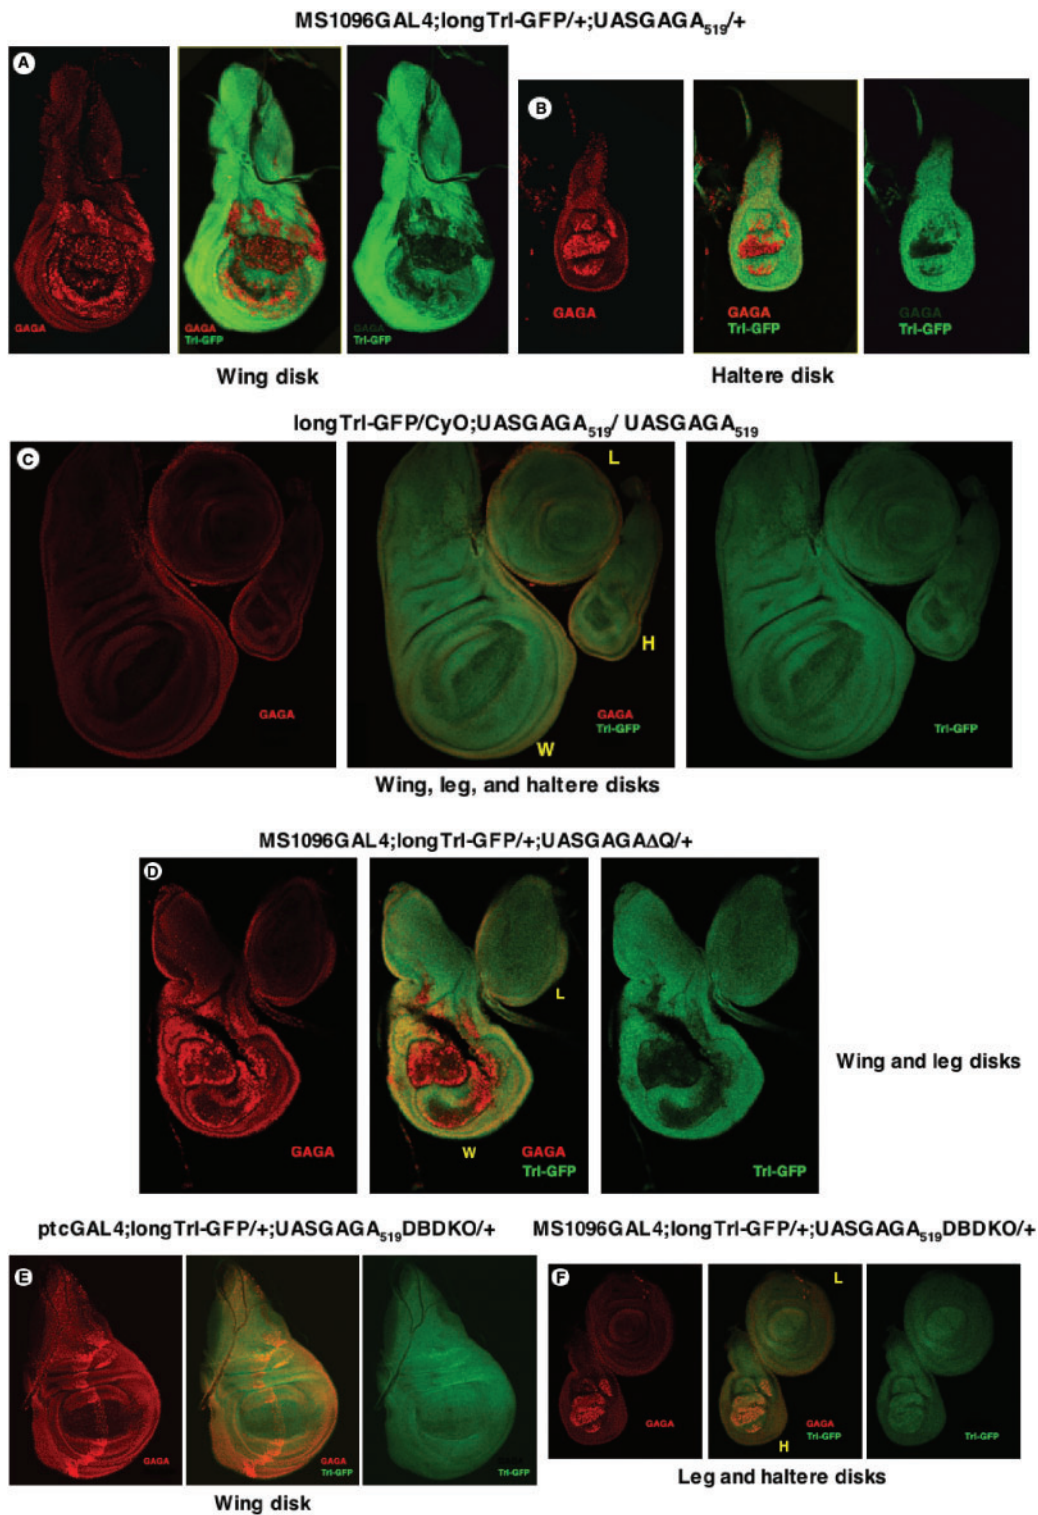 MS1096GAL4;longTrl-GFP/+;UASGAGA519/+
A
B
GAGA
GAGA
Trl-GFP
GAGA
Trl-GFP
GAGA
GAGA
Trl-GFP
GAGA
Trl-GFP
Wing disk
Haltere disk
longTrl-GFP/CyO;UASGAGA519/ UASGAGA519
C
L
H
W
GAGA
GAGA
Trl-GFP
Trl-GFP
Wing, leg, and haltere disks
MS1096GAL4;longTrl-GFP/+;UASGAGAΔQ/+
D
L
W
GAGA
GAGA
Trl-GFP
Trl-GFP
Wing and leg disks
ptcGAL4;longTrl-GFP/+;UASGAGA519DBDKO/+
MS1096GAL4;longTrl-GFP/+;UASGAGA519DBDKO/+
E
GAGA
GAGA
Trl-GFP
Trl-GFP
F
L
H
GAGA
GAGA
Trl-GFP
Trl-GFP
Wing disk
Leg and haltere disks